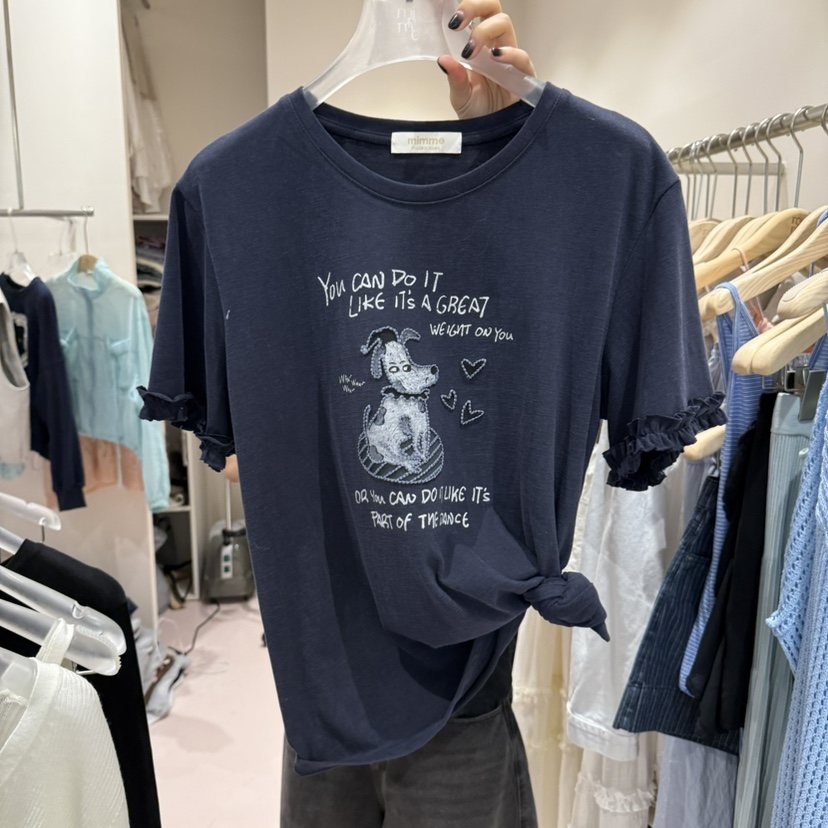 mimme
YOU CAN DO IT
LIKE IT'S A GREAT
WEIGHT ON YOU
OR YOU CAN DO IT LIKE IT'S
PART OF THE DANCE